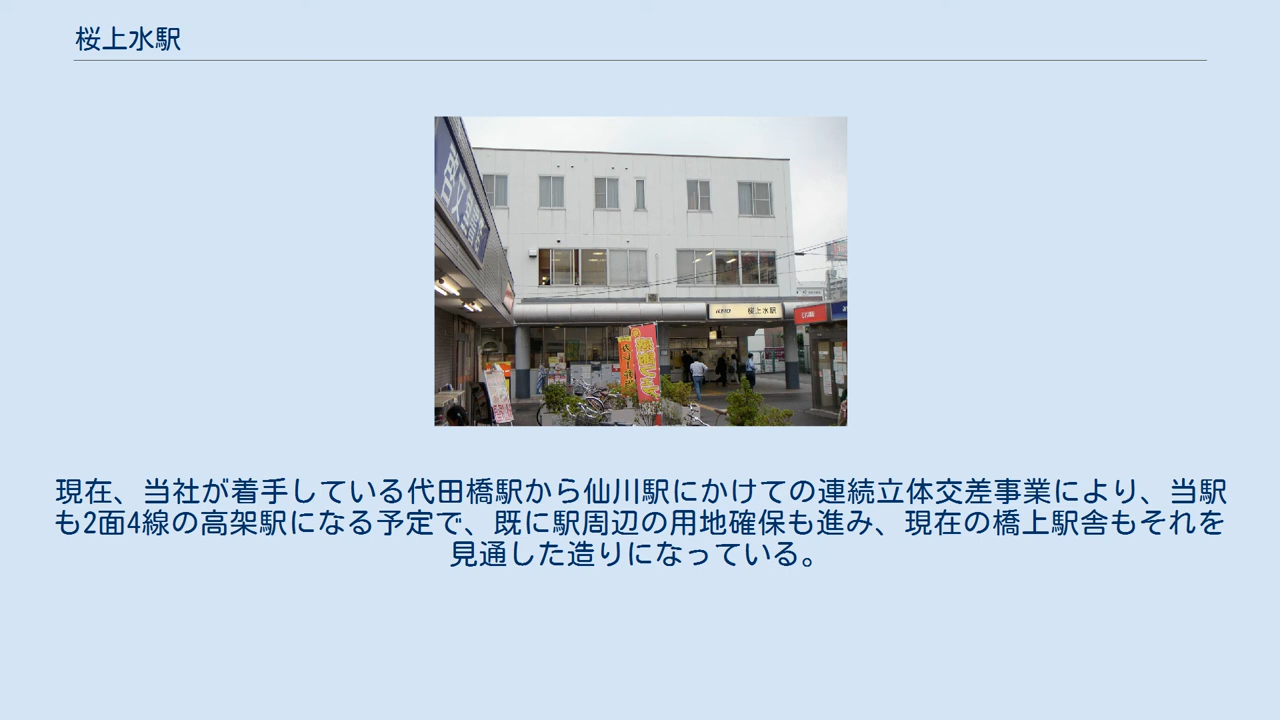 桜上水駅
KEIO 桜上水駅
現在、当社が着手している代田橋駅から仙川駅にかけての連続立体交差事業により、当駅
も2面4線の高架駅になる予定で、既に駅周辺の用地確保も進み、現在の橋上駅舎もそれを
見通した造りになっている。